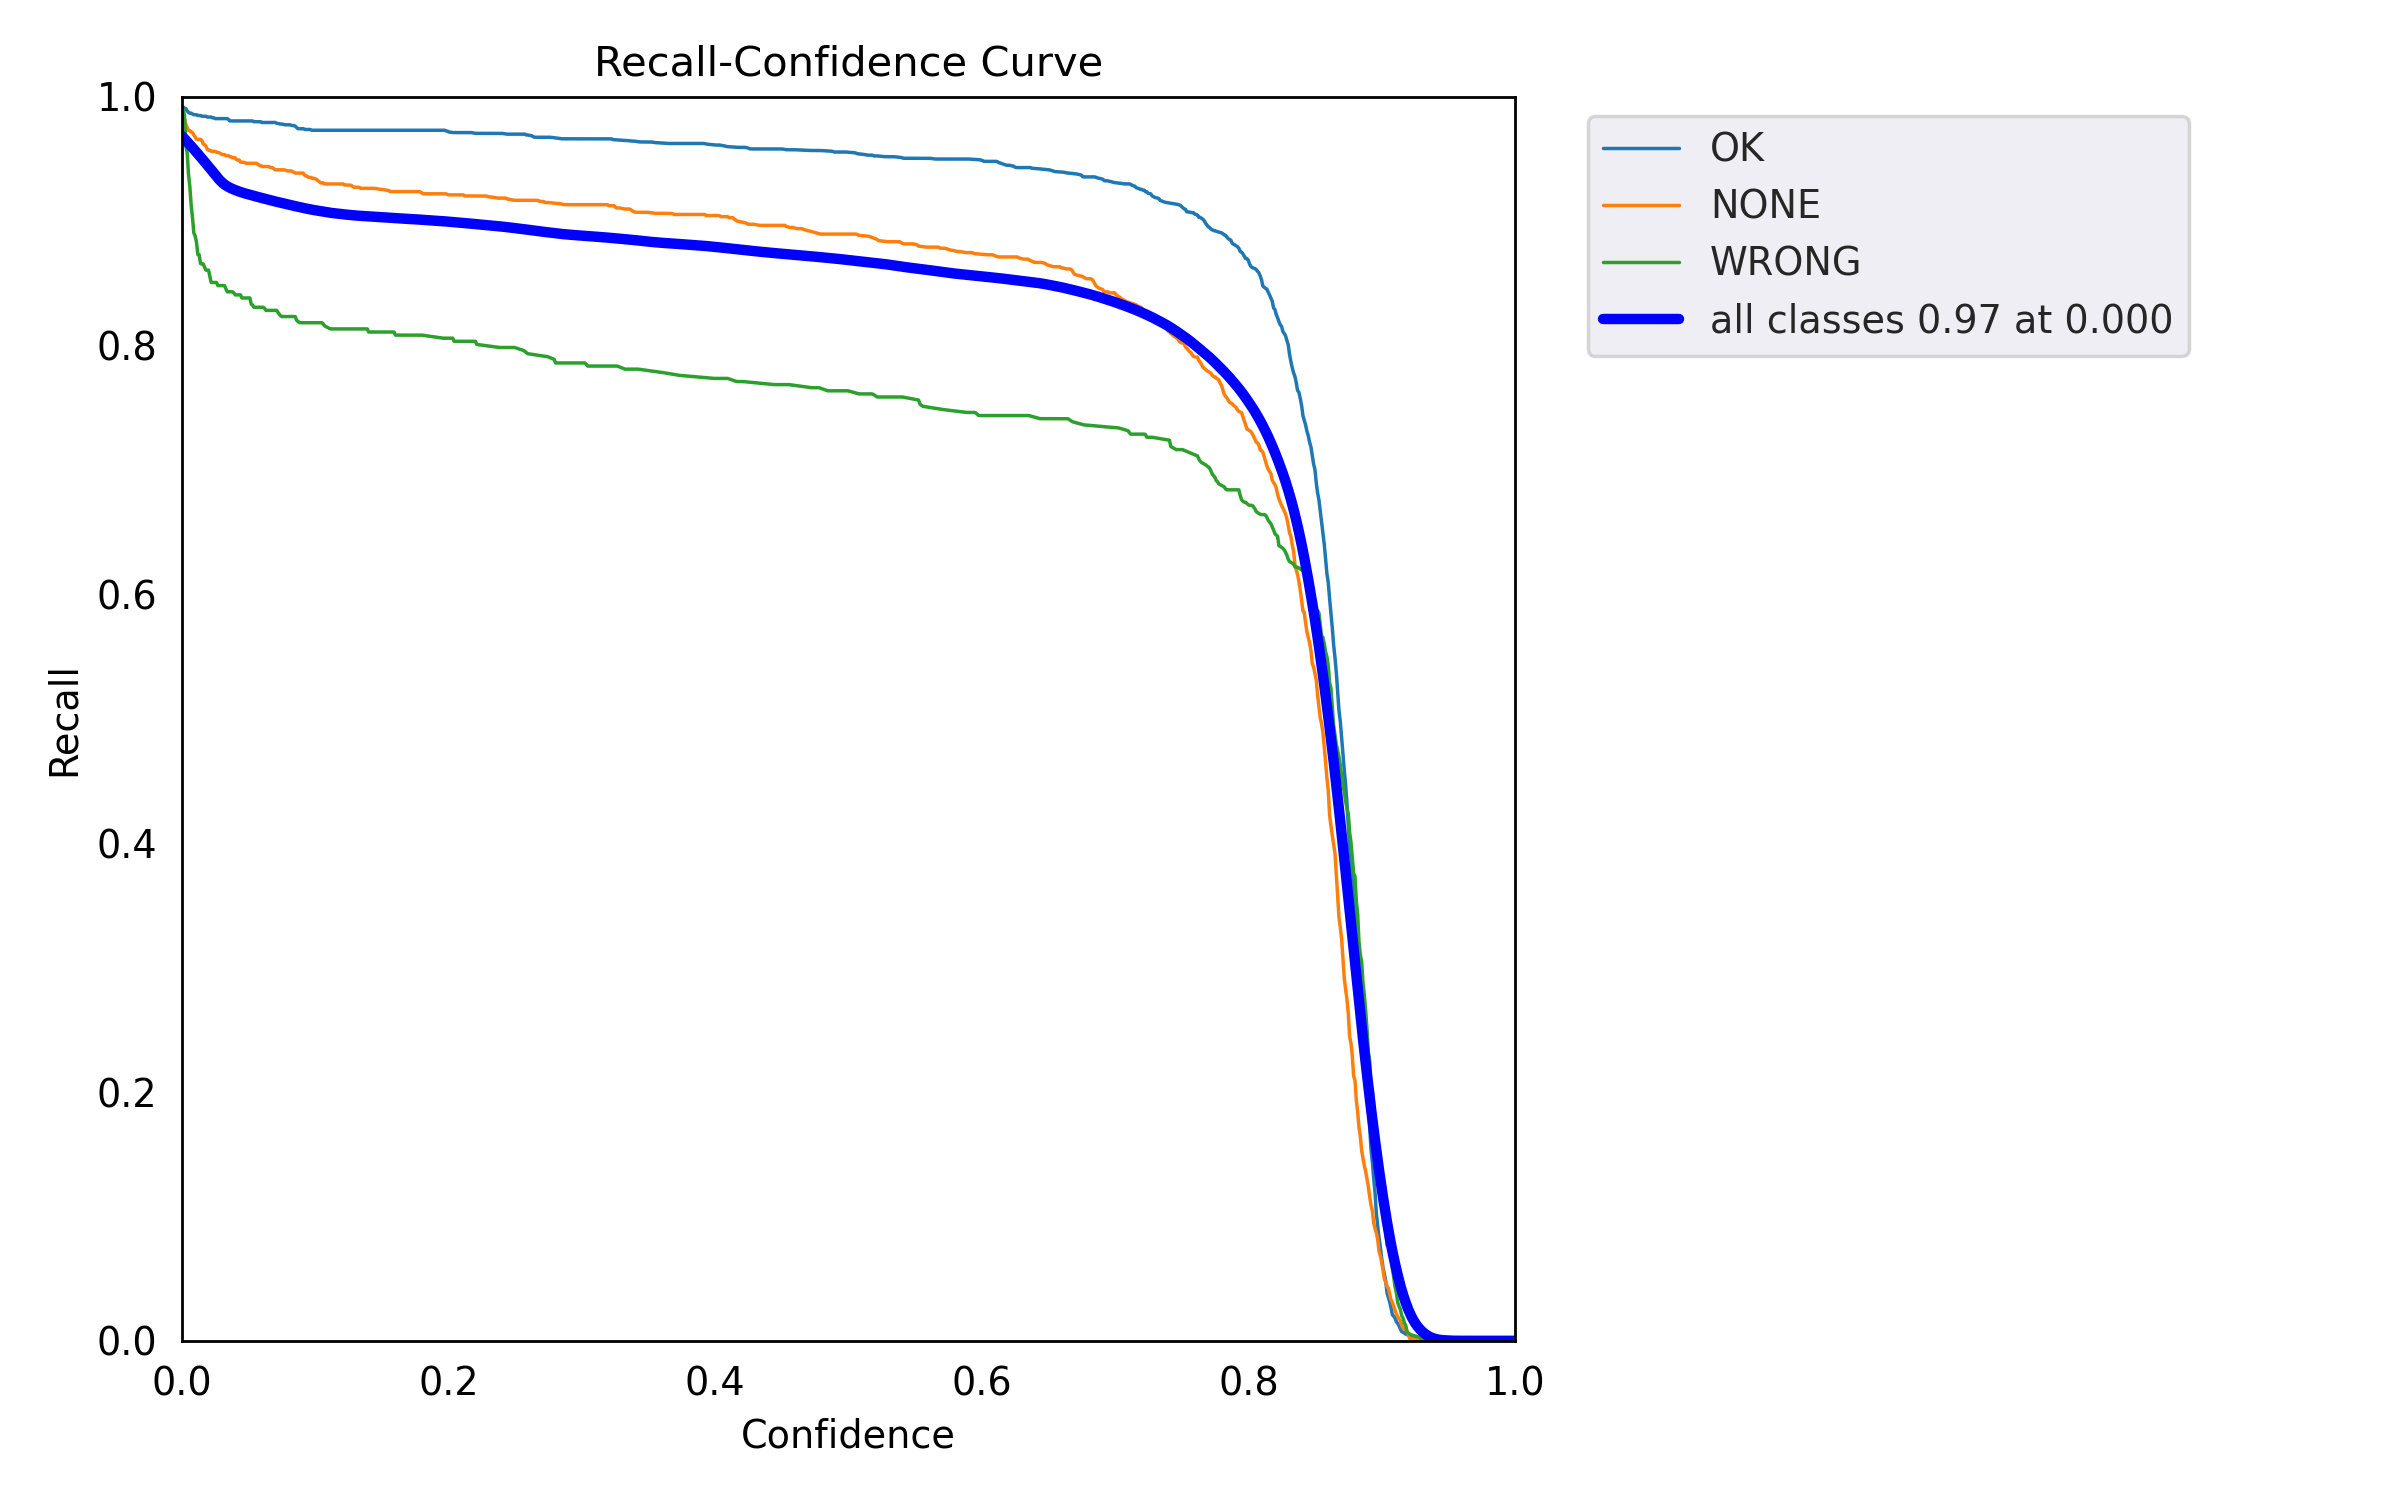 Recall-Confidence Curve
1.0
0.8
0.6
0.4
0.2
0.0
Recall
0.0 0.2 0.4 0.6 0.8 1.0
Confidence
OK
NONE
WRONG
all classes 0.97 at 0.000